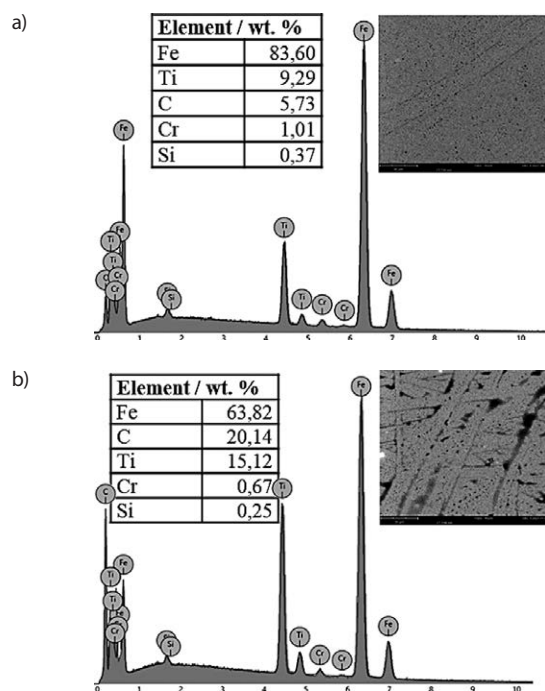 a)
Element / wt. %
Fe 83,60
Ti 9,29
C 5,73
Cr 1,01
Si 0,37
Fe
Fe
Ti
Fe
Ti
Cr
C
Cr
Si
Ti
Ti
Cr
Cr
Fe
0 1 2 3 4 5 6 7 8 9 10
b)
Element / wt. %
Fe 63,82
C 20,14
Ti 15,12
Cr 0,67
Si 0,25
Fe
C
Ti
Ti
Fe
Ti
Fe
Cr
Si
Ti
Cr
Cr
Fe
0 1 2 3 4 5 6 7 8 9 10